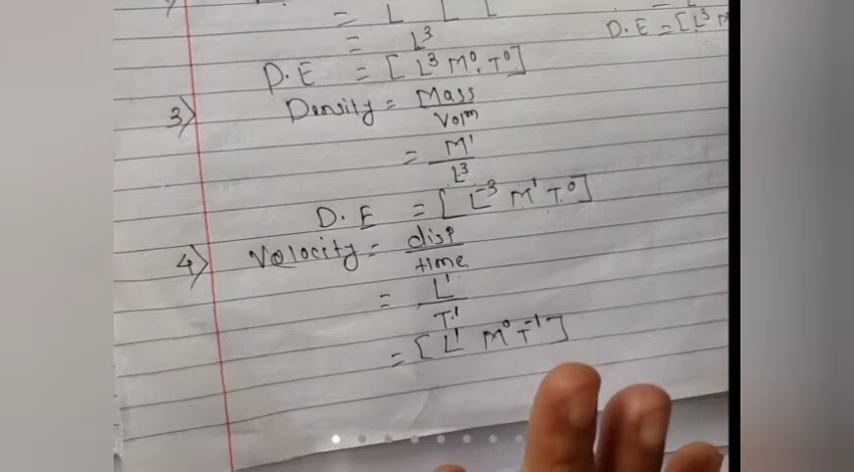 = L L L
= L³
D.E = [L³ M
D.E = [L³ M⁰ T⁰]
3) Density = Mass
Volm
= M¹
L³
D.E = [L⁻³ M¹ T⁰]
4) Velocity = disp
time
= L¹
T¹
= [L¹ M⁰ T⁻¹]